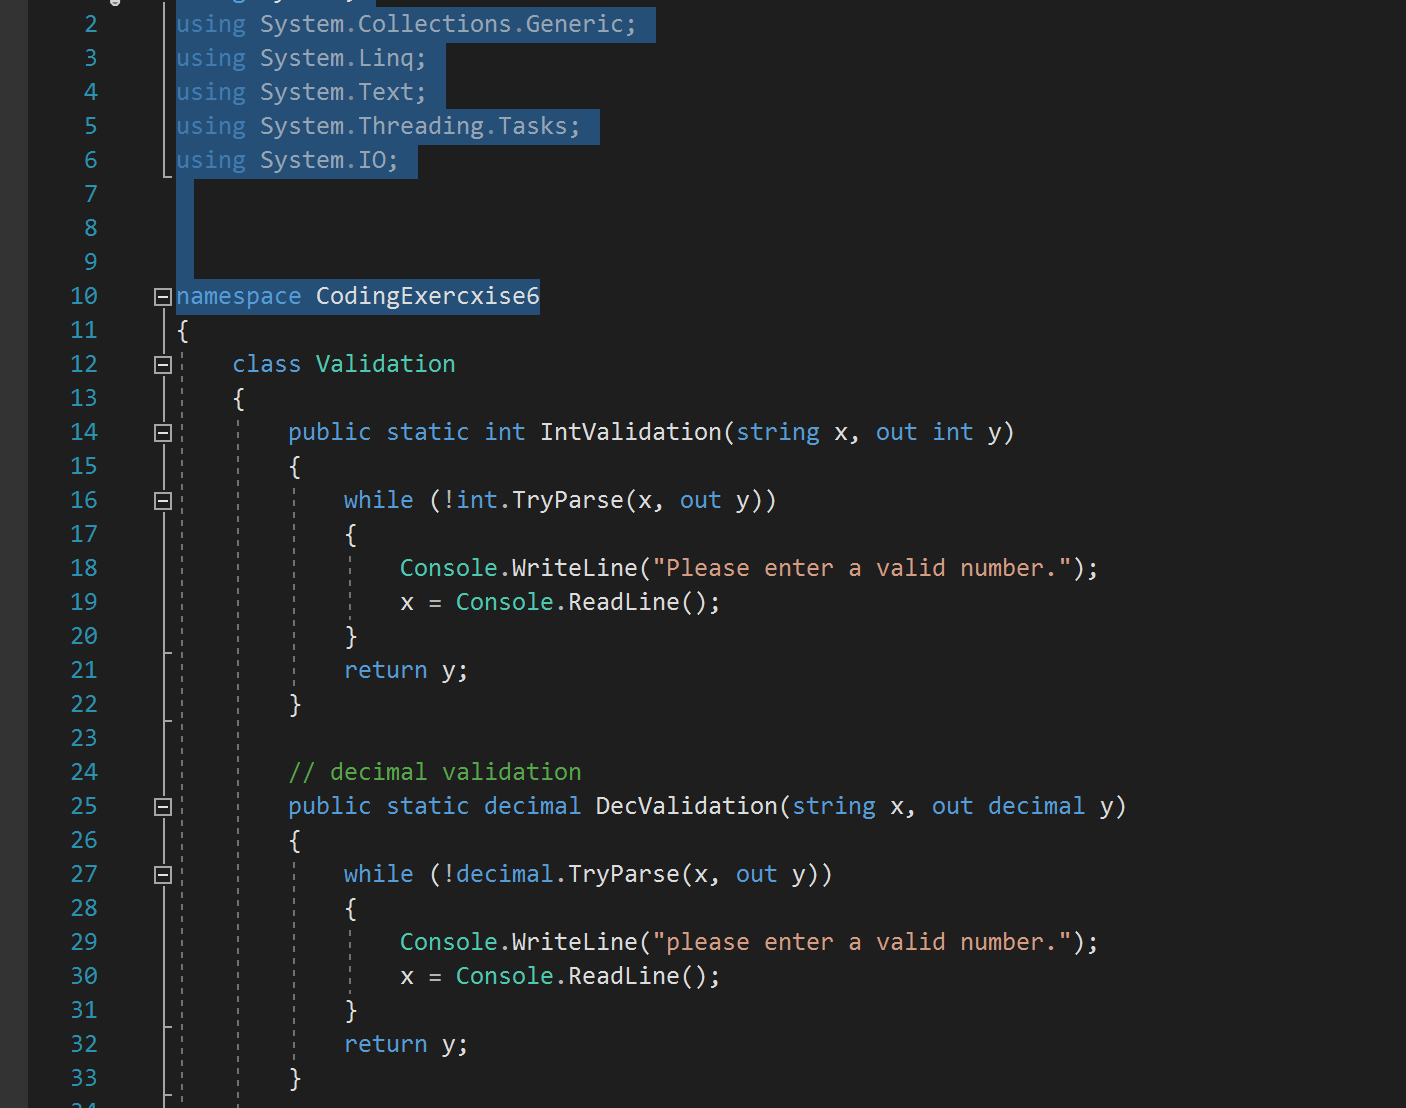 2 using System.Collections.Generic;
3 using System.Linq;
4 using System.Text;
5 using System.Threading.Tasks;
6 using System.IO;
7
8
9
10 namespace CodingExercxise6
11 {
12 class Validation
13 {
14 public static int IntValidation(string x, out int y)
15 {
16 while (!int.TryParse(x, out y))
17 {
18 Console.WriteLine("Please enter a valid number.");
19 x = Console.ReadLine();
20 }
21 return y;
22 }
23
24 // decimal validation
25 public static decimal DecValidation(string x, out decimal y)
26 {
27 while (!decimal.TryParse(x, out y))
28 {
29 Console.WriteLine("please enter a valid number.");
30 x = Console.ReadLine();
31 }
32 return y;
33 }